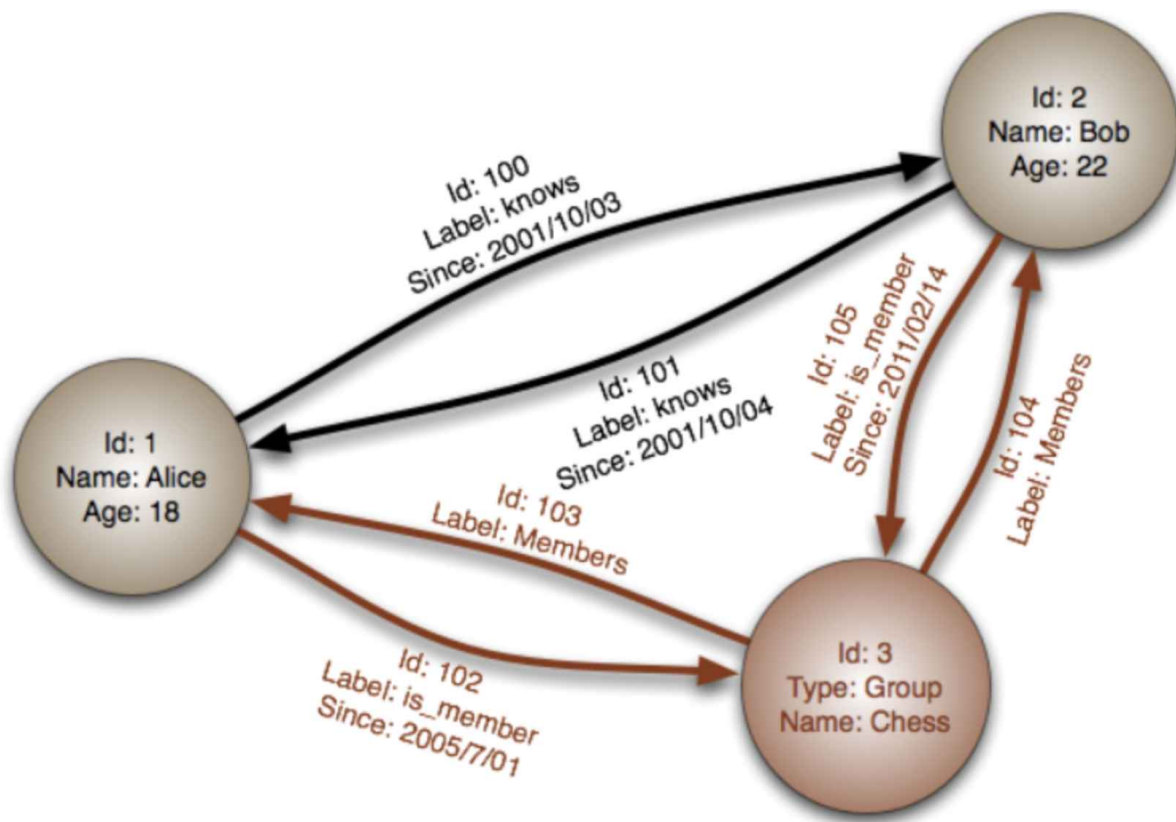 Id: 2
Name: Bob
Age: 22
Id: 100
Label: knows
Since: 2001/10/03
Id: 101
Label: knows
Since: 2001/10/04
Id: 105
Label: is_member
Since: 2011/02/14
Id: 104
Label: Members
Id: 1
Name: Alice
Age: 18
Id: 103
Label: Members
Id: 102
Label: is_member
Since: 2005/7/01
Id: 3
Type: Group
Name: Chess